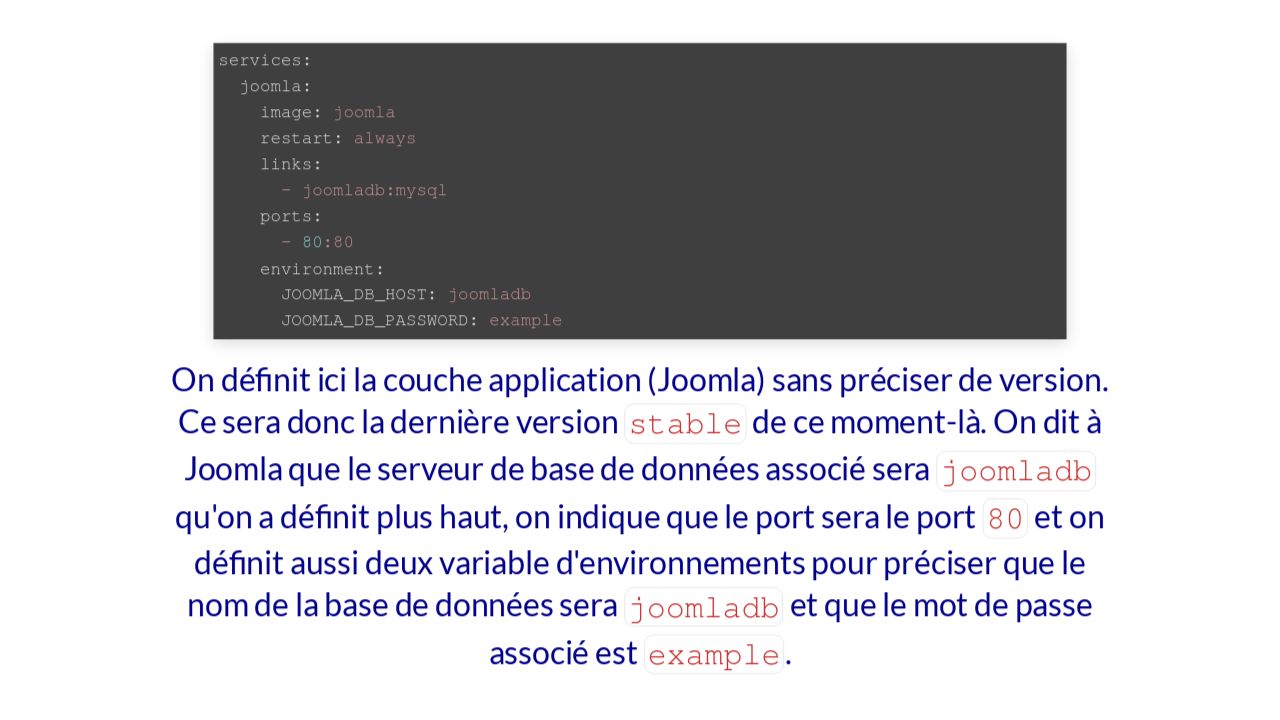 services:
  joomla:
    image: joomla
    restart: always
    links:
      - joomladb:mysql
    ports:
      - 80:80
    environment:
      JOOMLA_DB_HOST: joomladb
      JOOMLA_DB_PASSWORD: example
On définit ici la couche application (Joomla) sans préciser de version.
Ce sera donc la dernière version stable de ce moment-là. On dit à
Joomla que le serveur de base de données associé sera joomladb
qu'on a définit plus haut, on indique que le port sera le port 80 et on
définit aussi deux variable d'environnements pour préciser que le
nom de la base de données sera joomladb et que le mot de passe
associé est example.